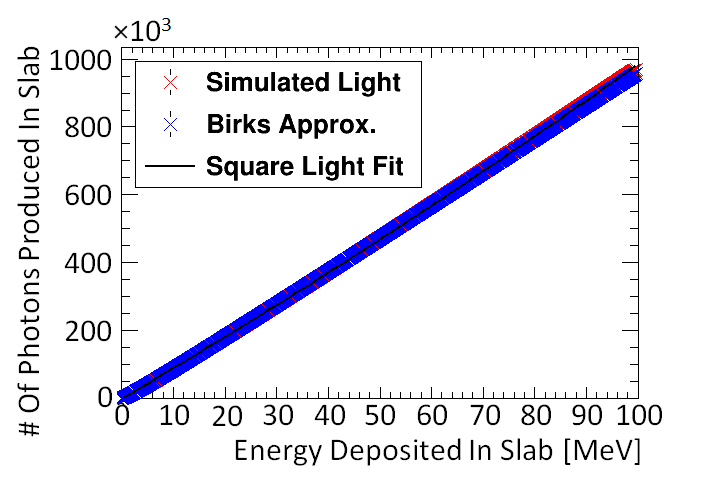 ×10³
# Of Photons Produced In Slab
1000
800
600
400
200
0
Simulated Light
Birks Approx.
Square Light Fit
0 10 20 30 40 50 60 70 80 90 100
Energy Deposited In Slab [MeV]